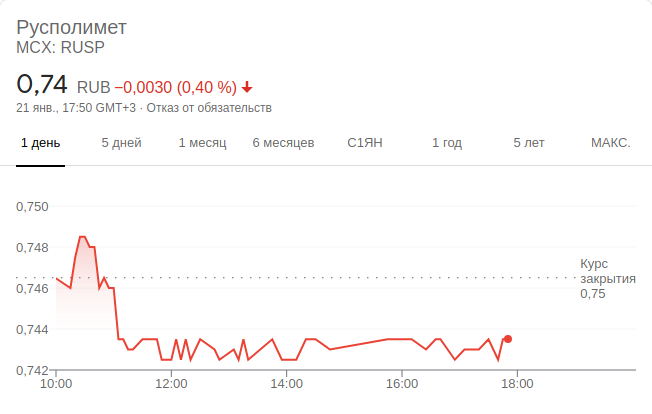 Русполимет
MCX: RUSP
0,74 RUB −0,0030 (0,40 %)
21 янв., 17:50 GMT+3 · Отказ от обязательств
1 день 5 дней 1 месяц 6 месяцев С1ЯН 1 год 5 лет МАКС.
0,750
0,748
Курс
закрытия
0,75
0,746
0,744
0,742
10:00 12:00 14:00 16:00 18:00